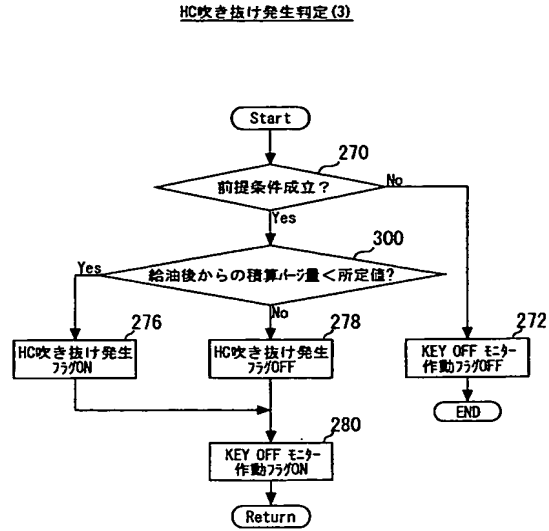 HC吹き抜け発生判定(3)
Start
270
前提条件成立?
No
Yes
300
給油後からの積算パージ量<所定値?
Yes
No
276
HC吹き抜け発生
フラグON
278
HC吹き抜け発生
フラグOFF
272
KEY OFF モニター
作動フラグOFF
END
280
KEY OFF モニター
作動フラグON
Return